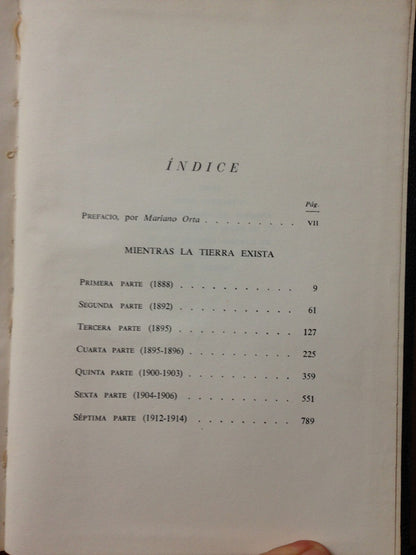 ÍNDICE
Pág.
PREFACIO, por Mariano Orta . . . . . . . . . VII
MIENTRAS LA TIERRA EXISTA
PRIMERA PARTE (1888) . . . . . . . . . . 9
SEGUNDA PARTE (1892) . . . . . . . . . . 61
TERCERA PARTE (1895) . . . . . . . . . . 127
CUARTA PARTE (1895-1896) . . . . . . . . . 225
QUINTA PARTE (1900-1903) . . . . . . . . . 359
SEXTA PARTE (1904-1906) . . . . . . . . . 551
SÉPTIMA PARTE (1912-1914) . . . . . . . . . 789